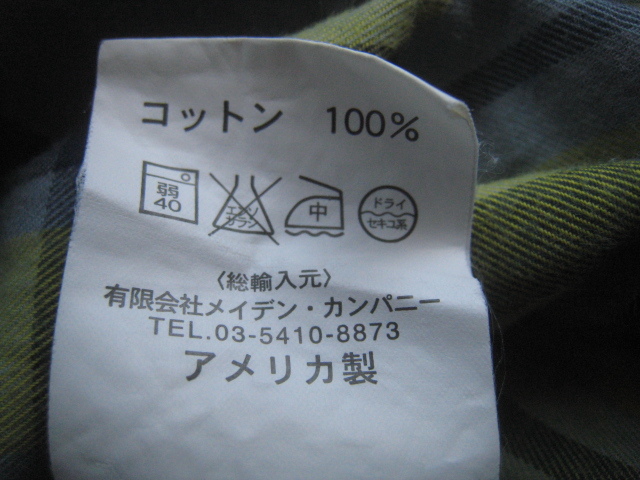 コットン 100%
弱 40 エンソ サラシ 中 ドライ セキユ系
〈総輸入元〉
有限会社メイデン・カンパニー
TEL.03-5410-8873
アメリカ製